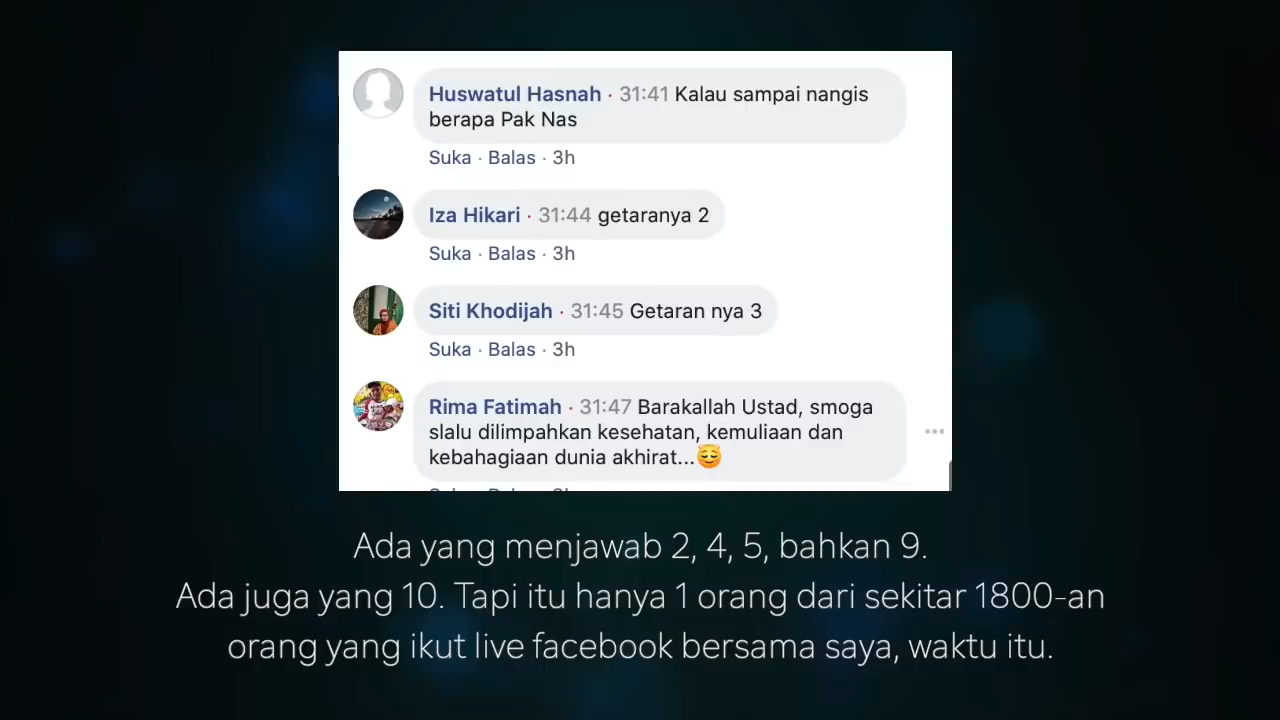 Huswatul Hasnah · 31:41 Kalau sampai nangis
berapa Pak Nas
Suka · Balas · 3h
Iza Hikari · 31:44 getaranya 2
Suka · Balas · 3h
Siti Khodijah · 31:45 Getaran nya 3
Suka · Balas · 3h
Rima Fatimah · 31:47 Barakallah Ustad, smoga
slalu dilimpahkan kesehatan, kemuliaan dan
kebahagiaan dunia akhirat...😇
Ada yang menjawab 2, 4, 5, bahkan 9.
Ada juga yang 10. Tapi itu hanya 1 orang dari sekitar 1800-an
orang yang ikut live facebook bersama saya, waktu itu.